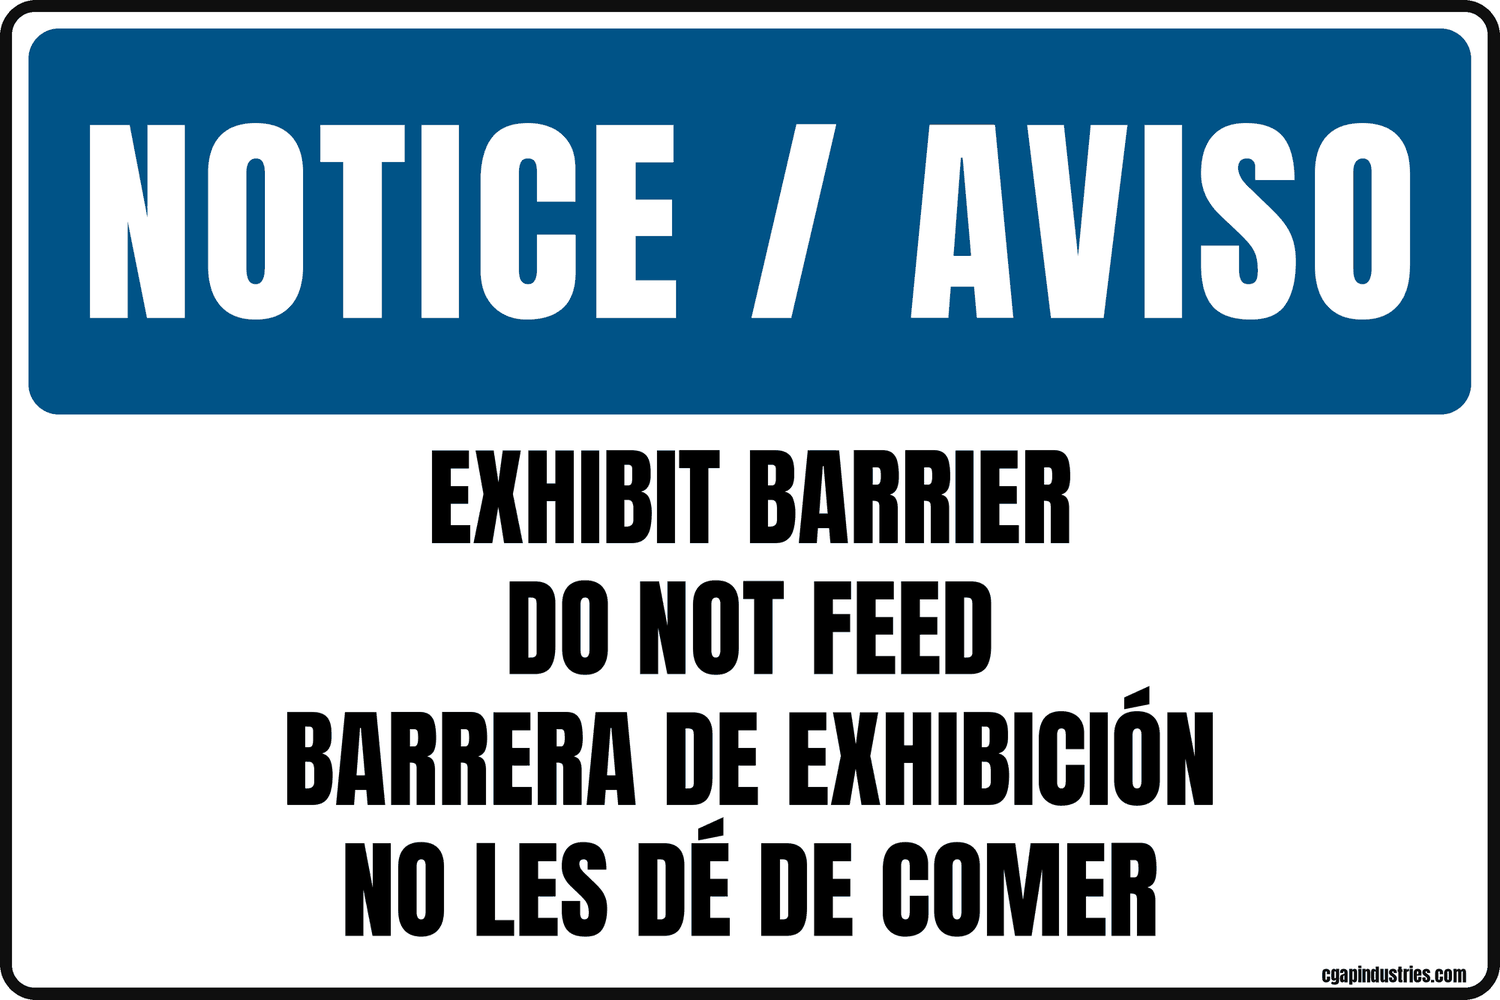 NOTICE / AVISO
EXHIBIT BARRIER
DO NOT FEED
BARRERA DE EXHIBICIÓN
NO LES DÉ DE COMER
cgapindustries.com